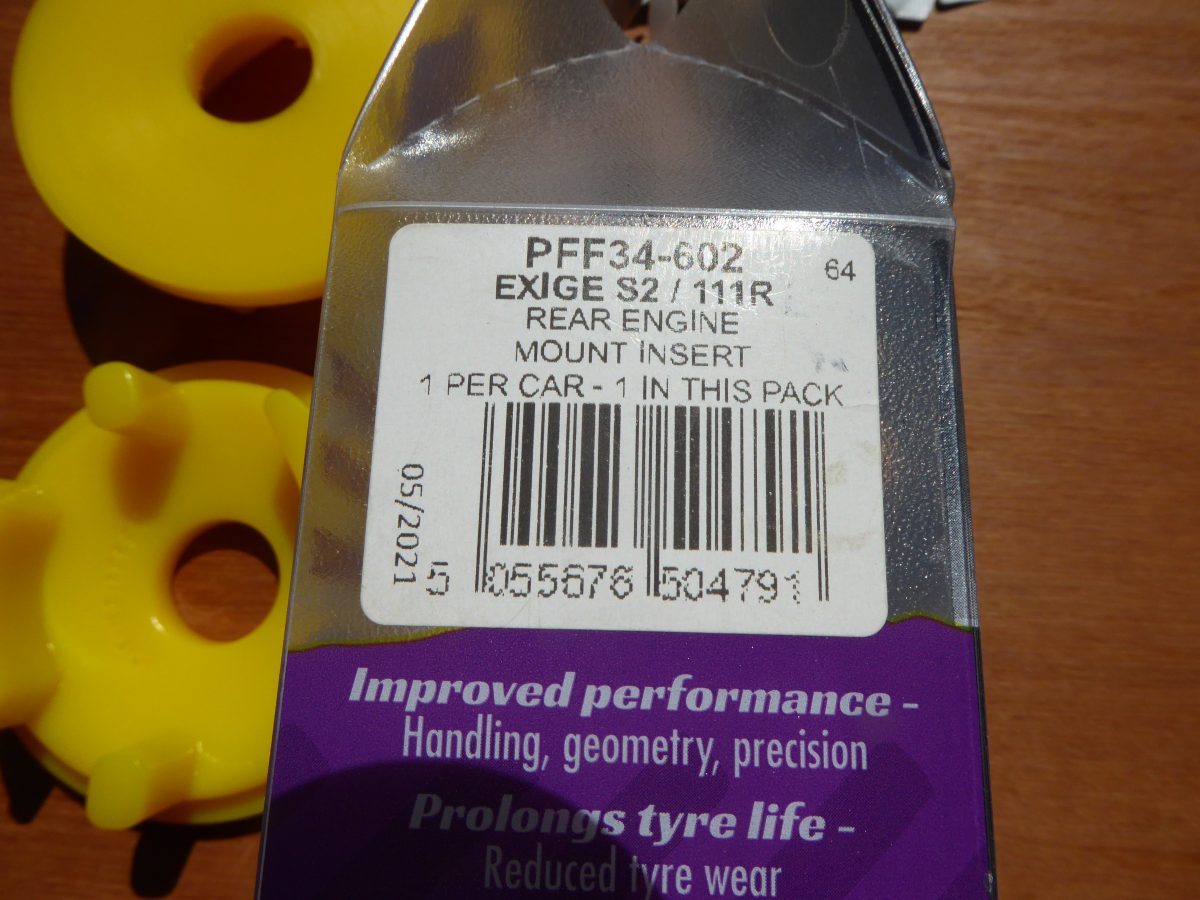 PFF34-602
64
EXIGE S2 / 111R
REAR ENGINE
MOUNT INSERT
1 PER CAR - 1 IN THIS PACK
05/2021
5 055676 504791
Improved performance -
Handling, geometry, precision
Prolongs tyre life -
Reduced tyre wear